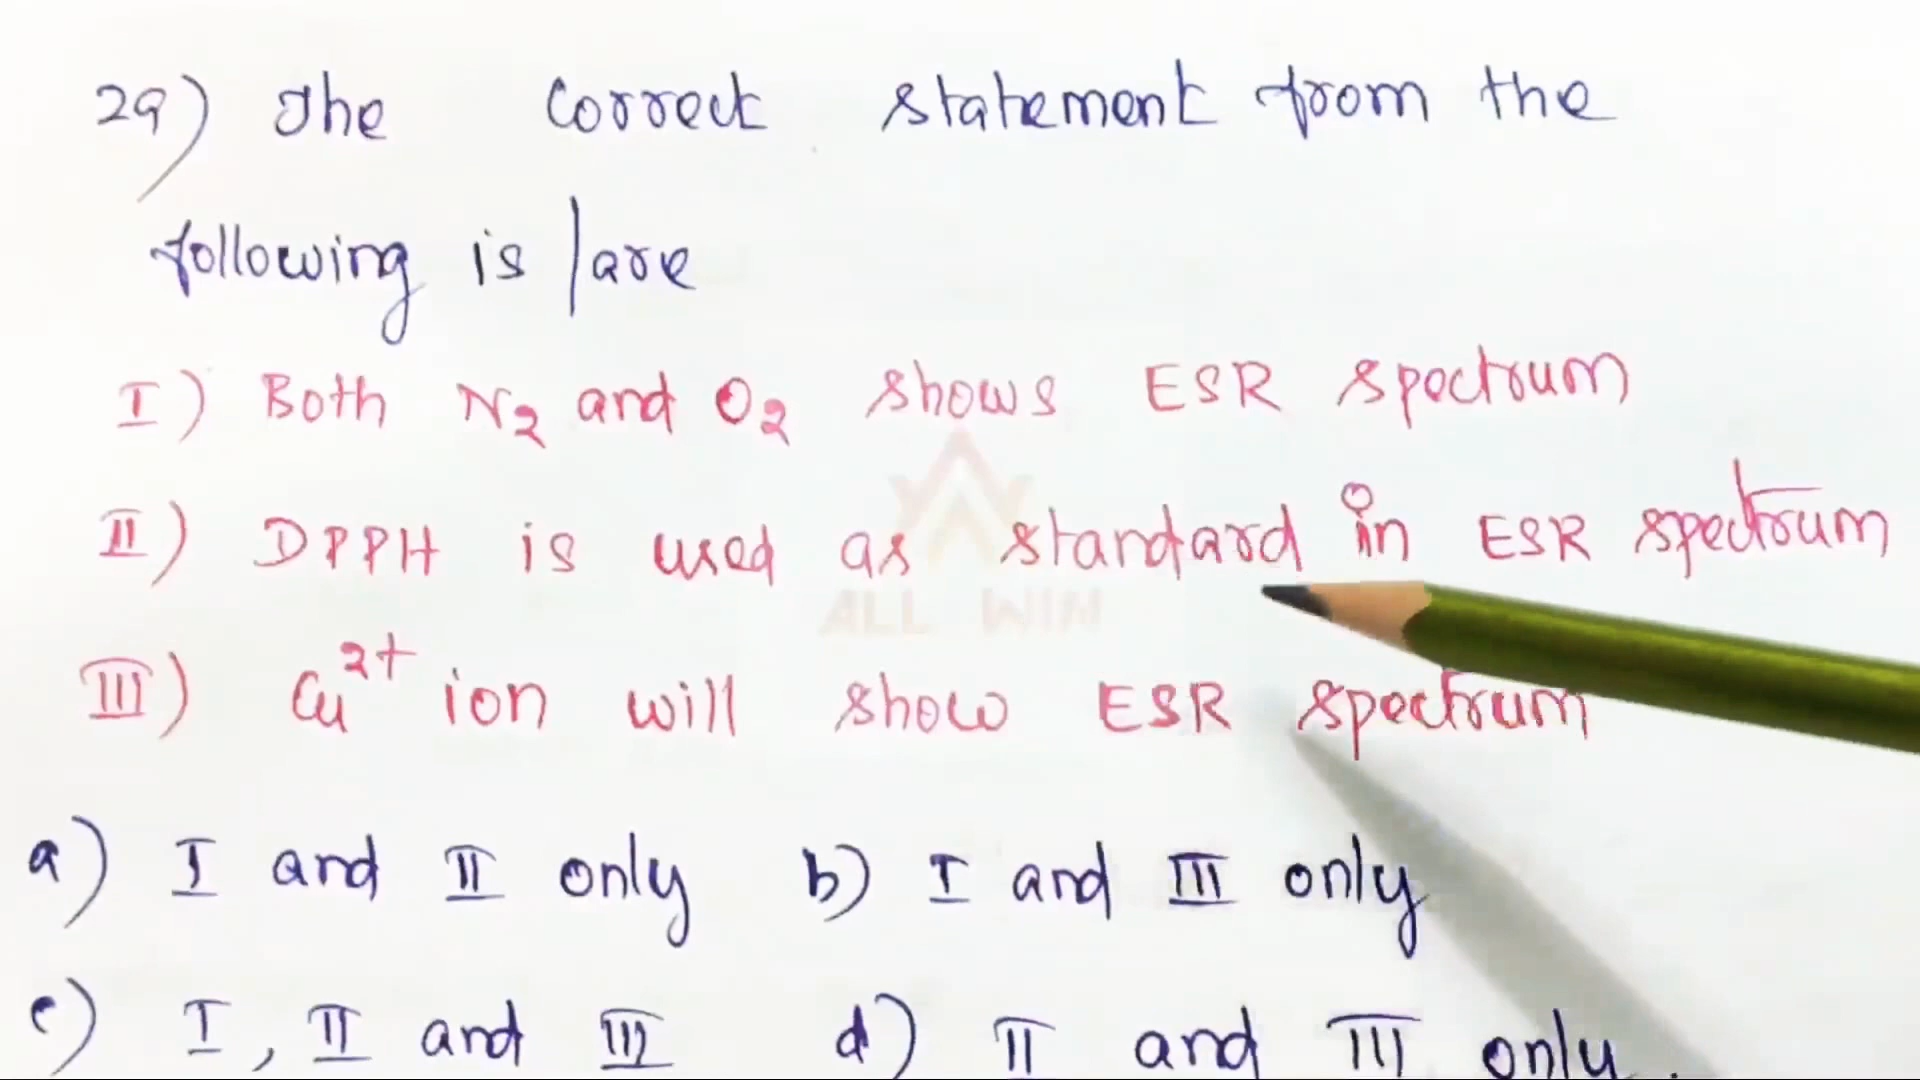 29) The correct statement from the
following is/are
I) Both N₂ and O₂ shows ESR spectrum
II) DPPH is used as standard in ESR spectrum
ALL WIN
III) Cu²⁺ ion will show ESR spectrum
a) I and II only b) I and III only
c) I, II and III d) II and III only.